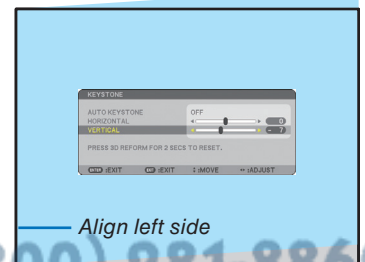 KEYSTONE
AUTO KEYSTONE OFF
HORIZONTAL 0
VERTICAL - 7
PRESS 3D REFORM FOR 2 SECS TO RESET.
:EXIT :EXIT ↕:MOVE ↔:ADJUST
Align left side